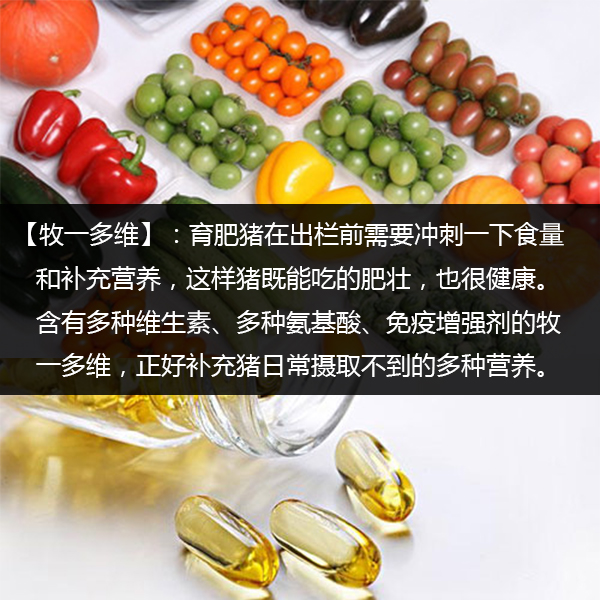 【牧一多维】：育肥猪在出栏前需要冲刺一下食量
和补充营养，这样猪既能吃的肥壮，也很健康。
含有多种维生素、多种氨基酸、免疫增强剂的牧
一多维，正好补充猪日常摄取不到的多种营养。